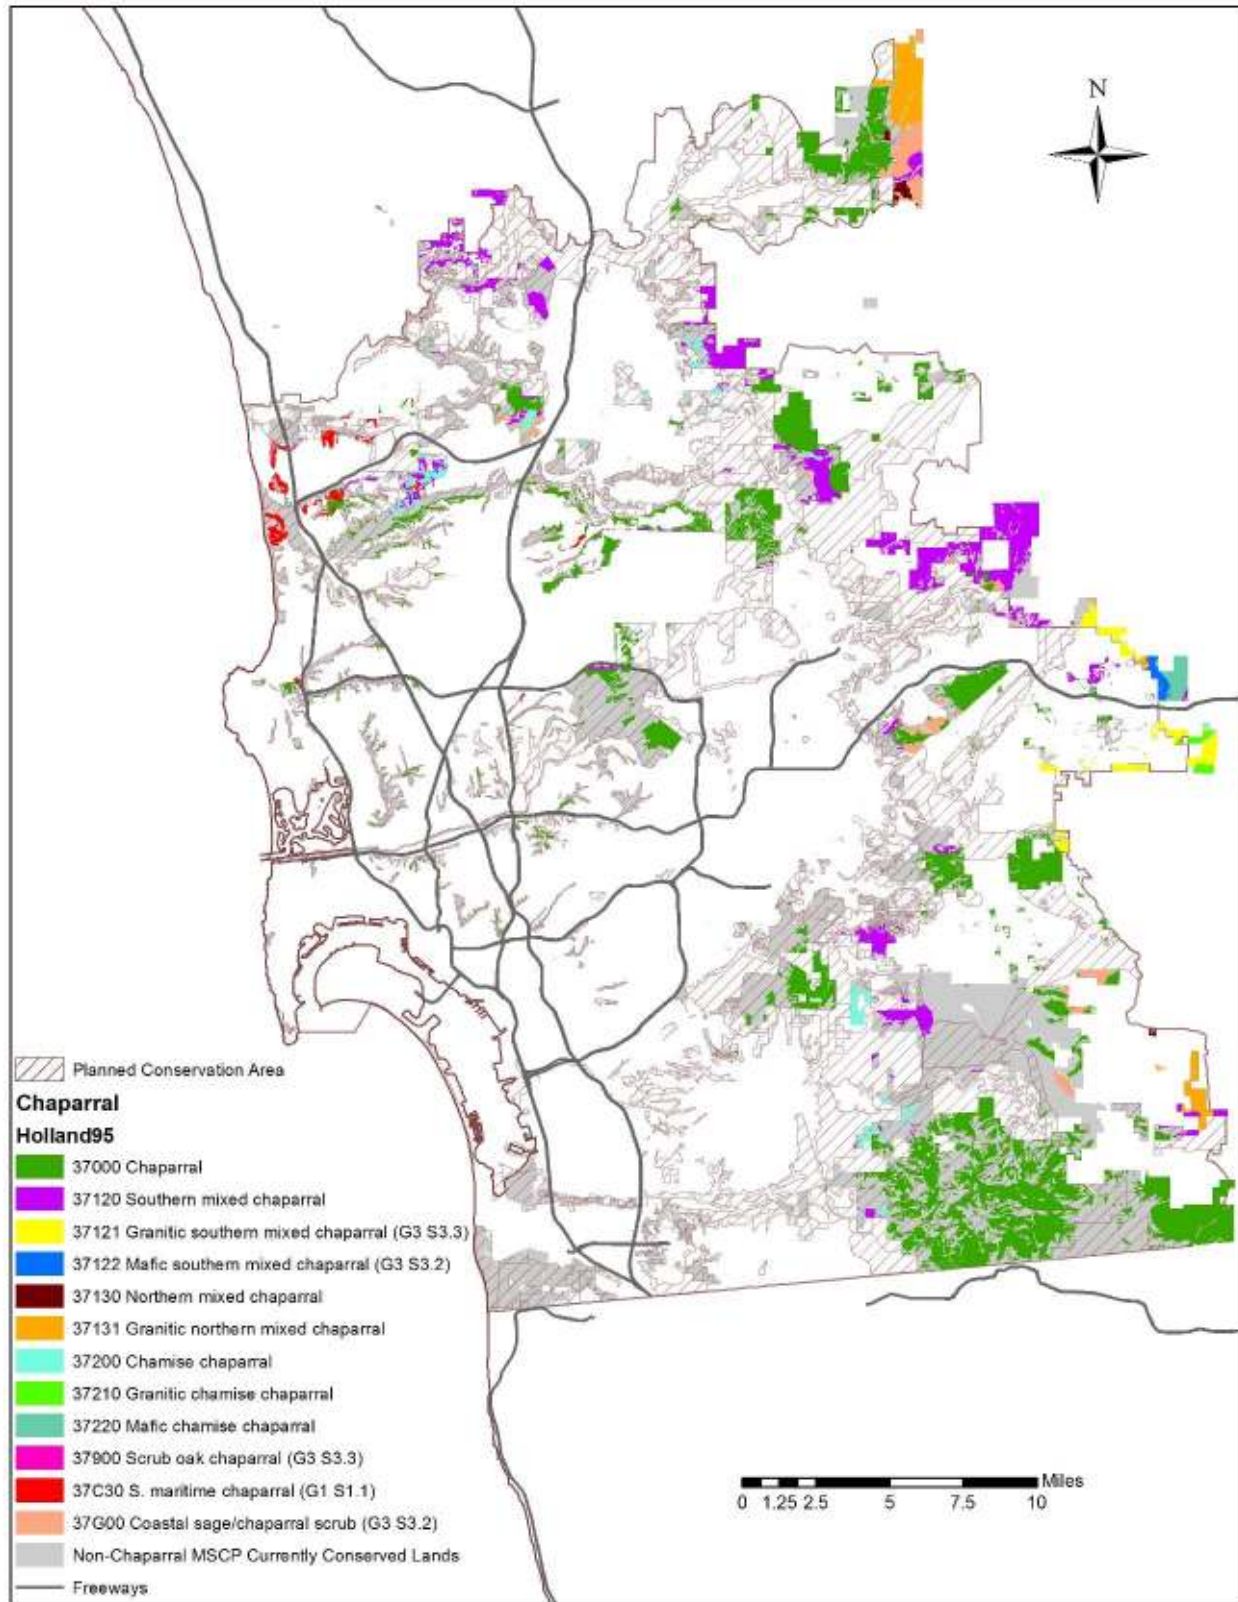 N
Planned Conservation Area
Chaparral
Holland95
37000 Chaparral
37120 Southern mixed chaparral
37121 Granitic southern mixed chaparral (G3 S3.3)
37122 Mafic southern mixed chaparral (G3 S3.2)
37130 Northern mixed chaparral
37131 Granitic northern mixed chaparral
37200 Chamise chaparral
37210 Granitic chamise chaparral
37220 Mafic chamise chaparral
37900 Scrub oak chaparral (G3 S3.3)
37C30 S. maritime chaparral (G1 S1.1)
37G00 Coastal sage/chaparral scrub (G3 S3.2)
Non-Chaparral MSCP Currently Conserved Lands
Freeways
Miles
0 1.25 2.5 5 7.5 10